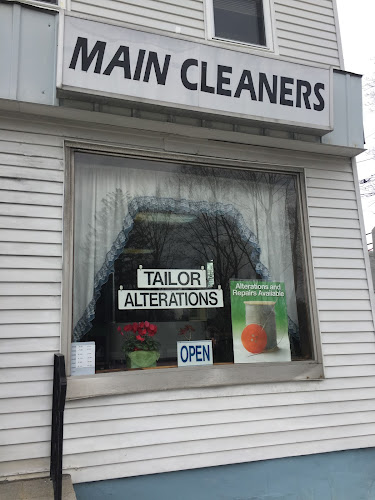 MAIN CLEANERS
TAILOR
ALTERATIONS
Alterations and
Repairs Available
OPEN